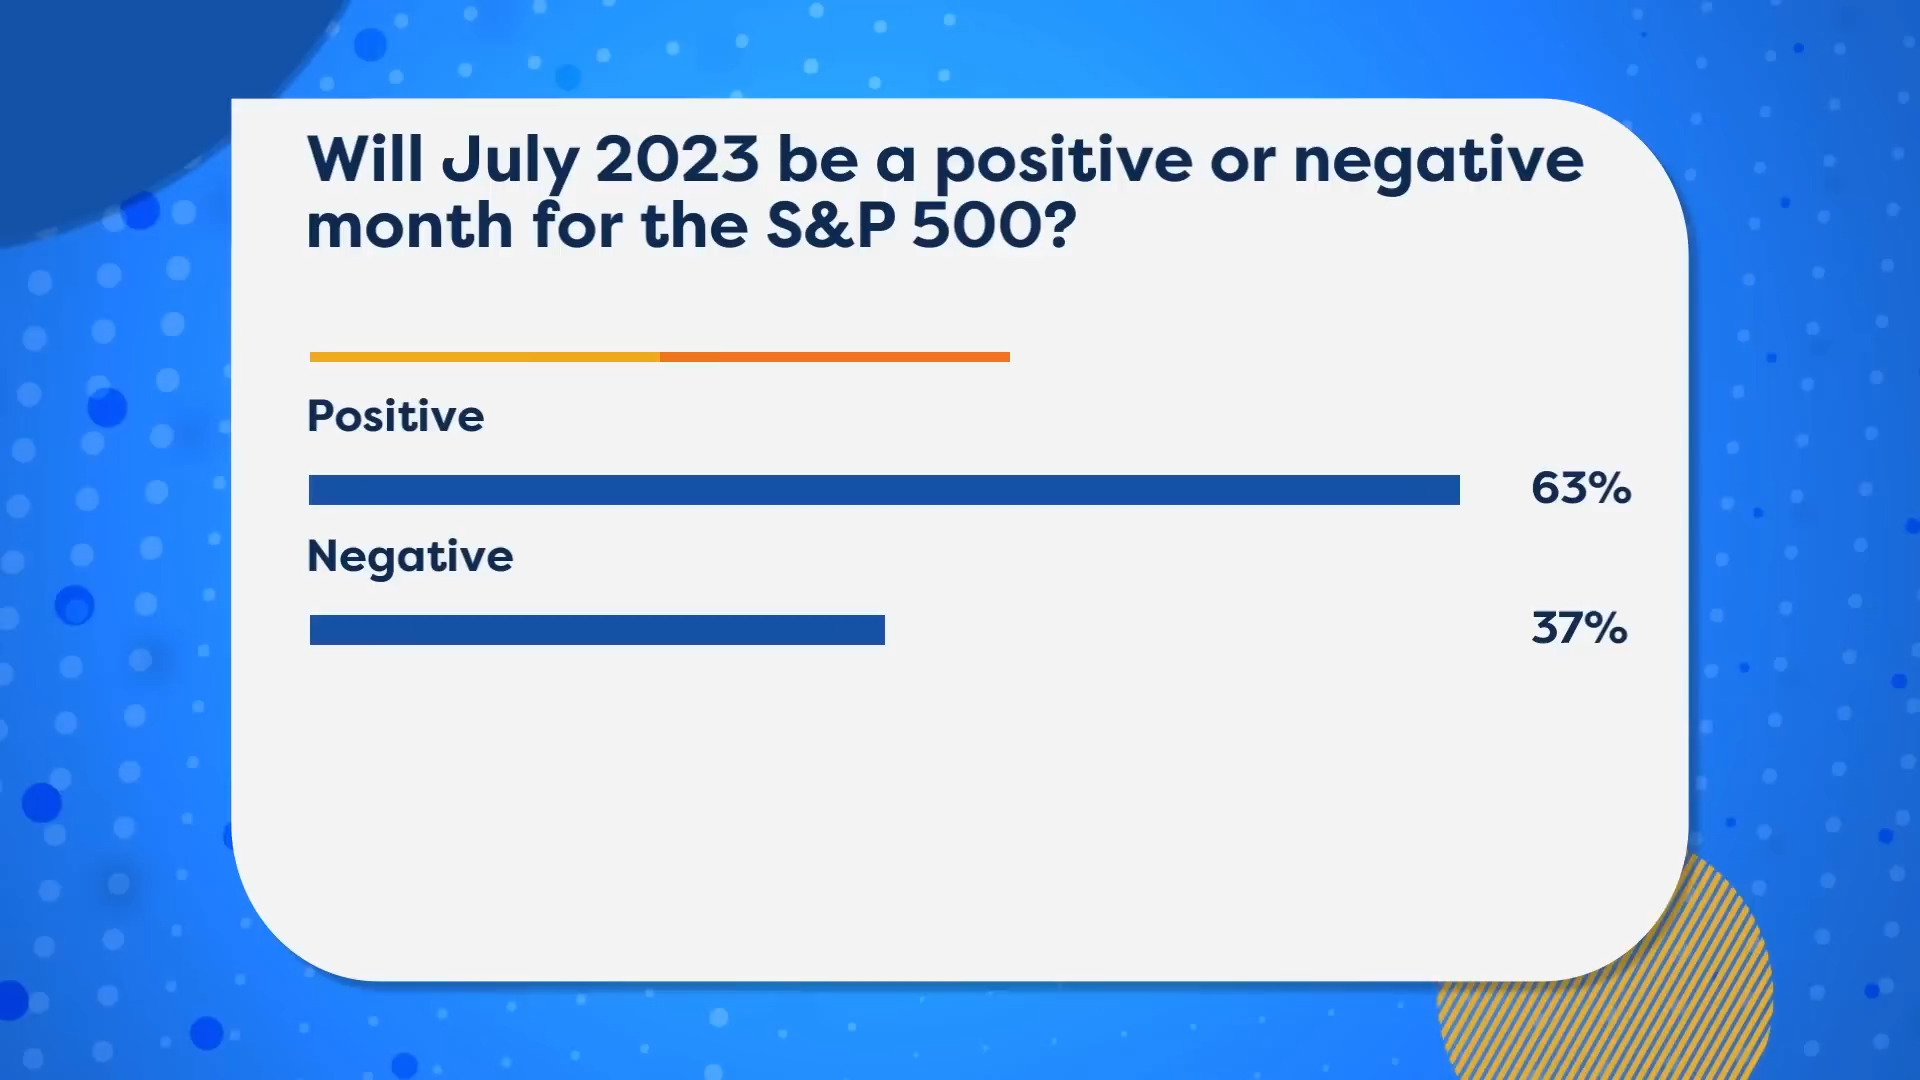 Will July 2023 be a positive or negative
month for the S&P 500?
Positive
63%
Negative
37%